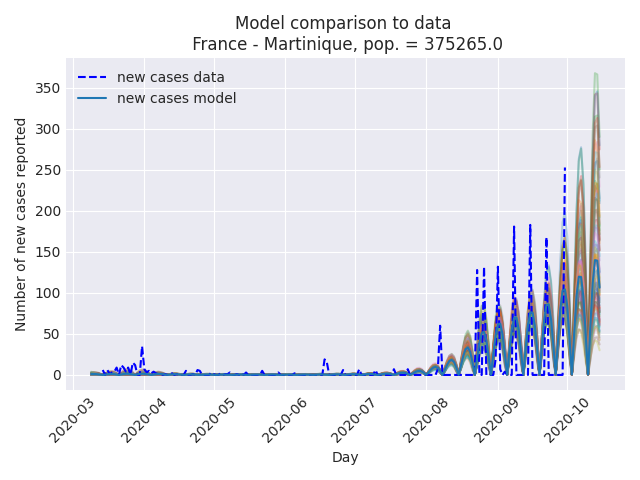 Model comparison to data
France - Martinique, pop. = 375265.0
new cases data
new cases model
Number of new cases reported
350
300
250
200
150
100
50
0
2020-03
2020-04
2020-05
2020-06
2020-07
2020-08
2020-09
2020-10
Day